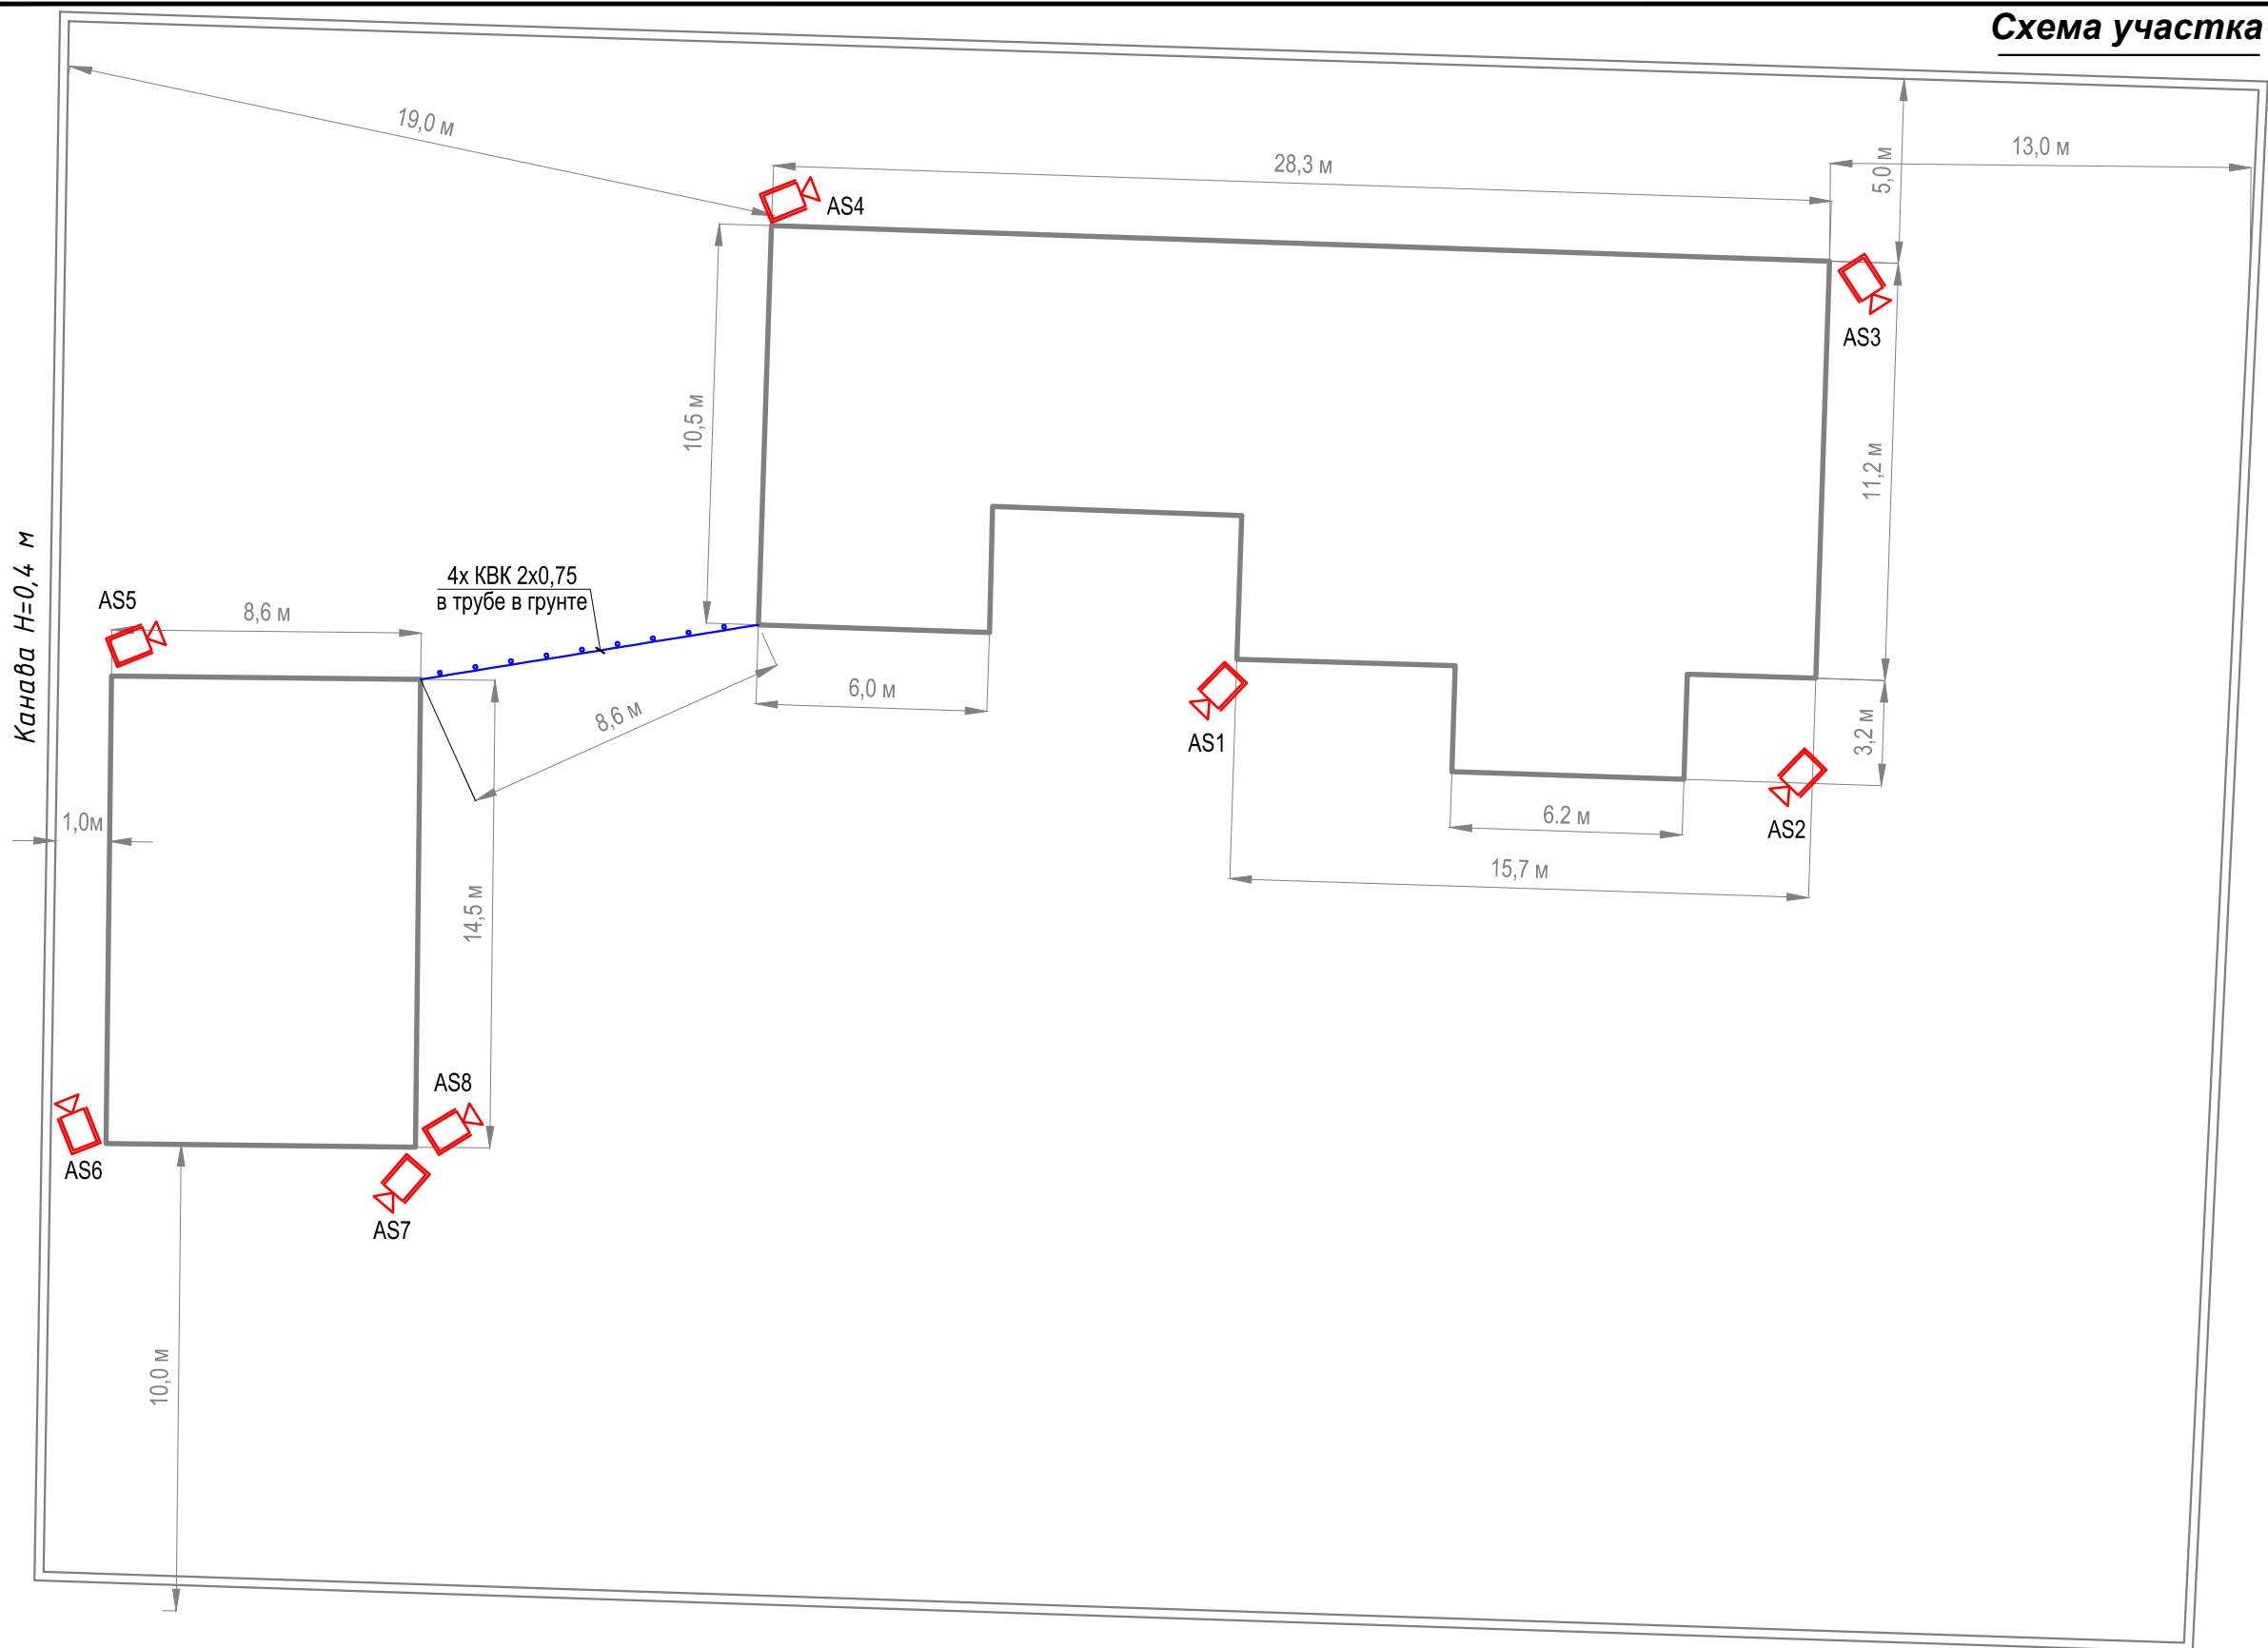 Схема участка
19,0 м
28,3 м
5,0 м
13,0 м
AS4
AS3
10,5 м
11,2 м
Канава H=0,4 м
4х КВК 2х0,75
в трубе в грунте
AS5
8,6 м
6,0 м
8,6 м
AS1
3,2 м
AS2
1,0м
6.2 м
15,7 м
14,5 м
AS8
AS6
AS7
10,0 м